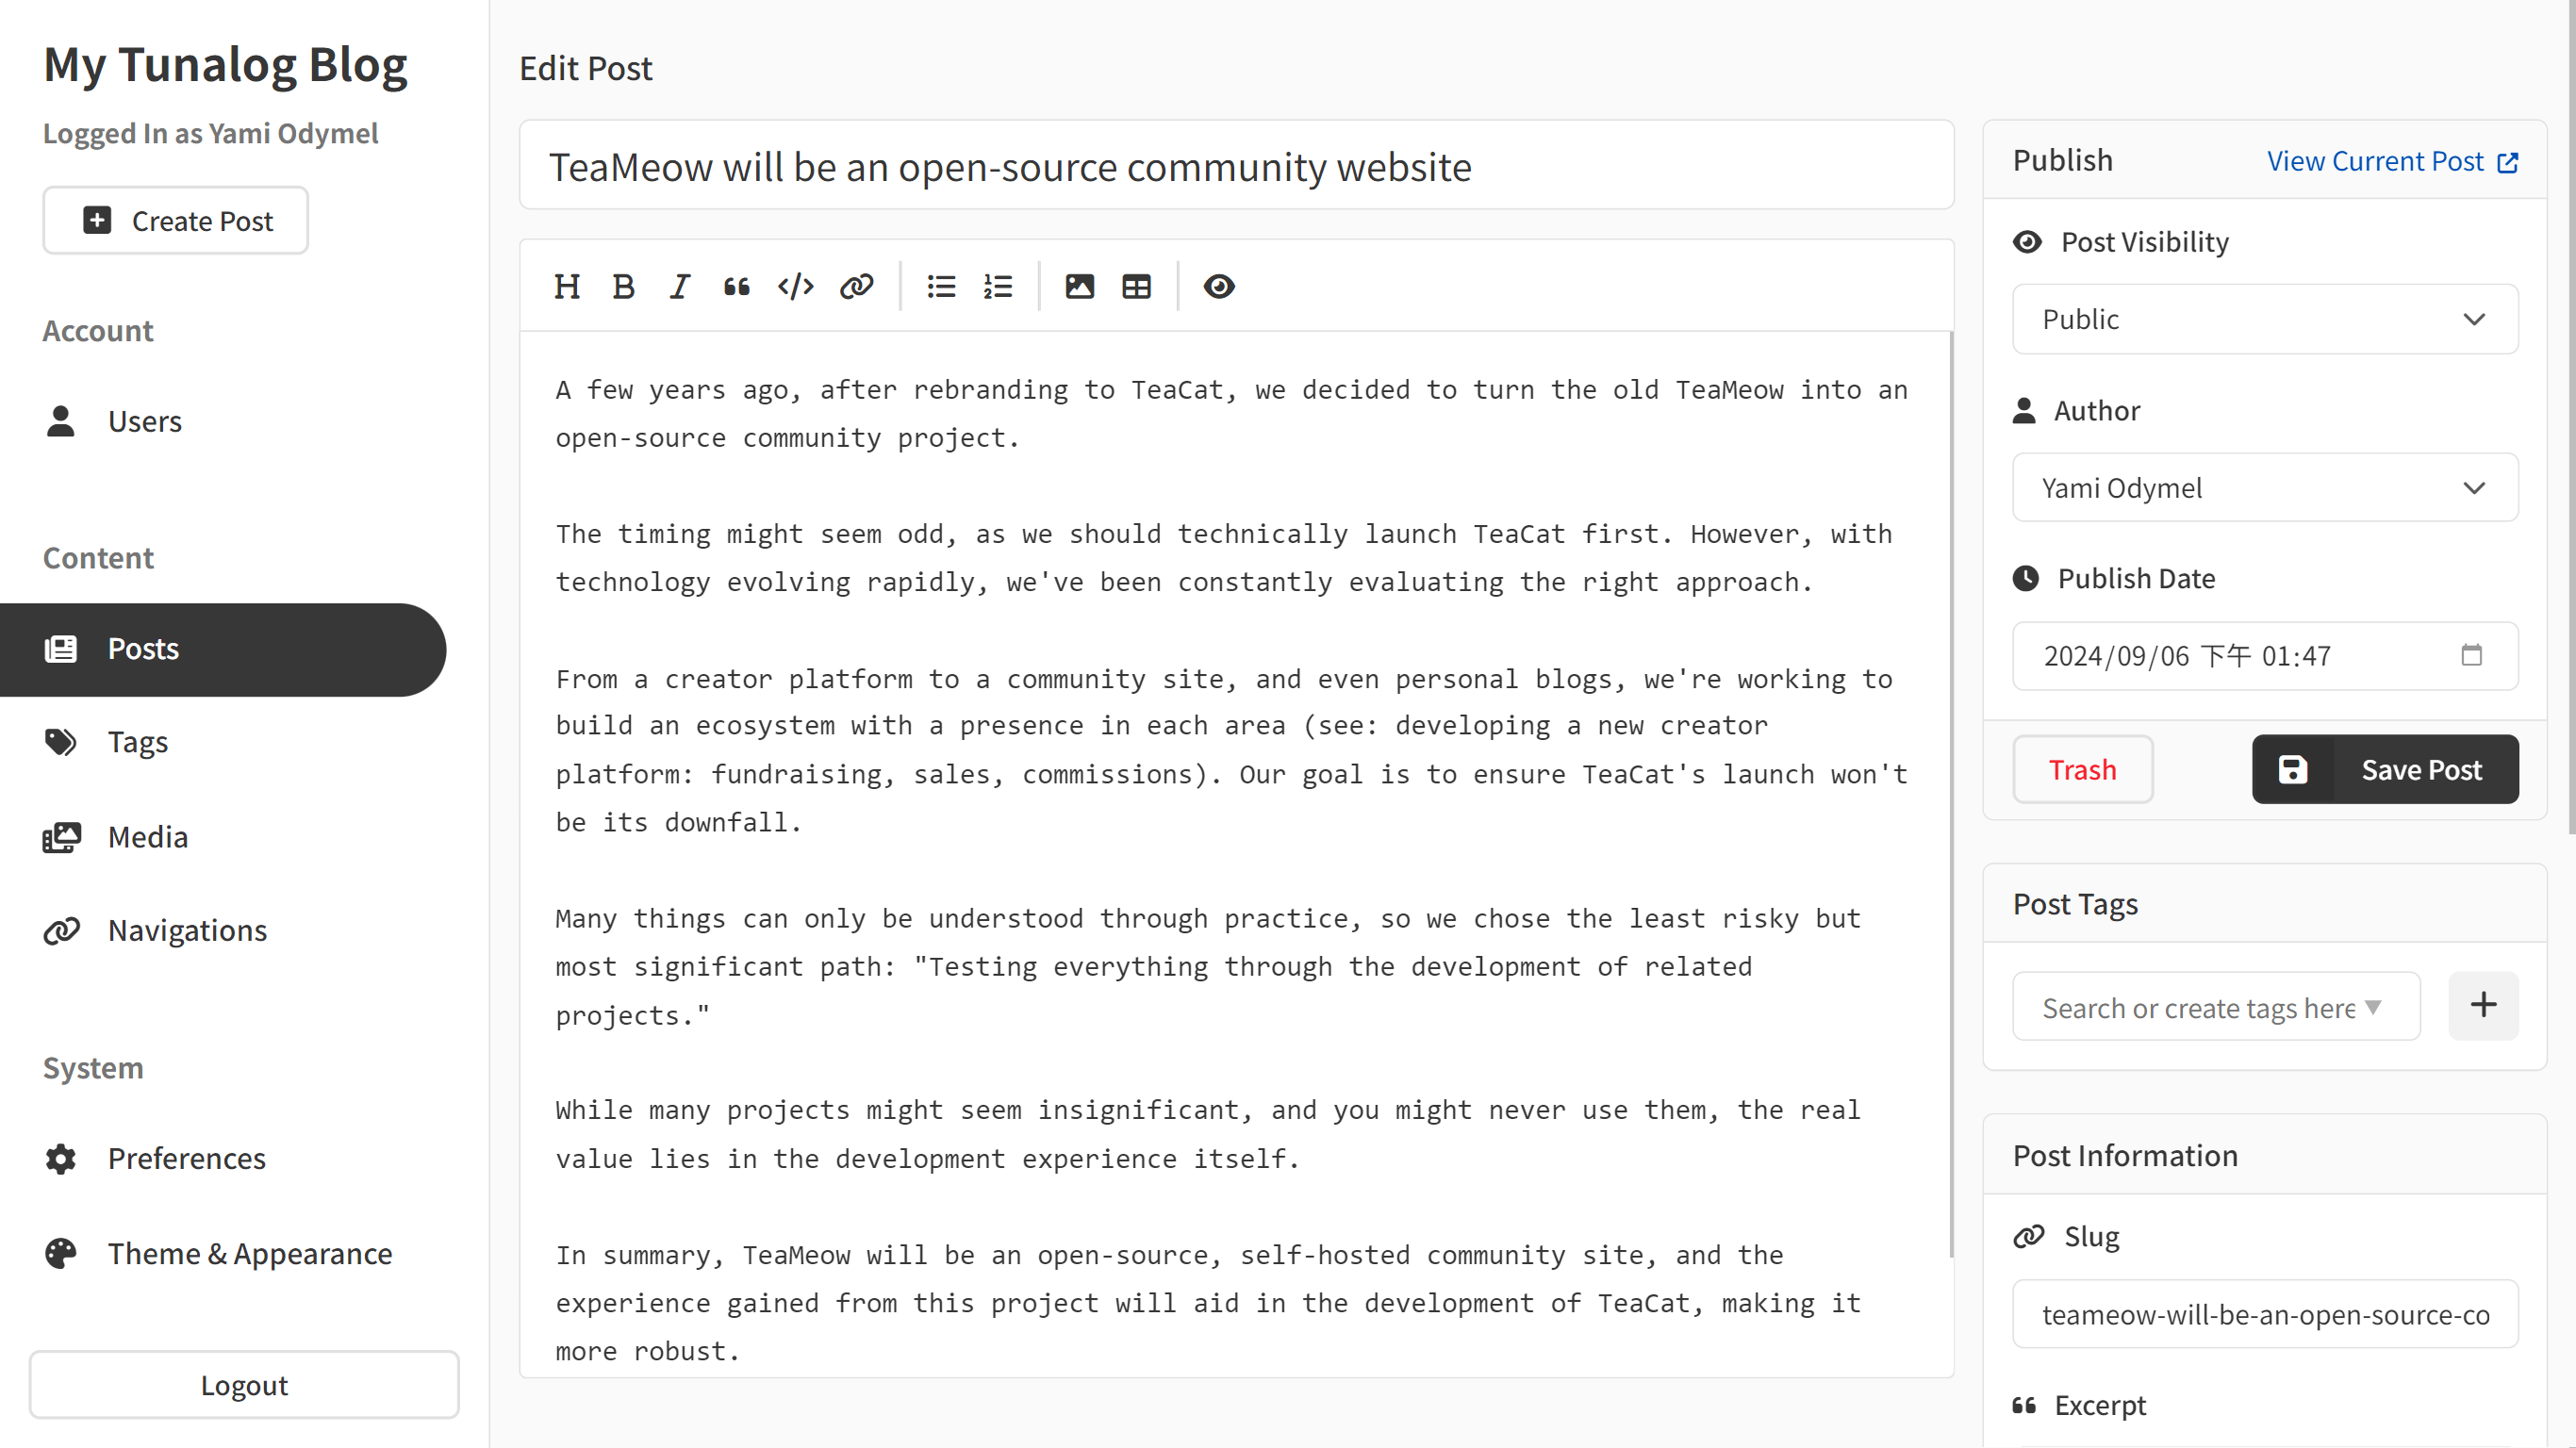 My Tunalog Blog
Logged In as Yami Odymel
Create Post
Account
Users
Content
Posts
Tags
Media
Navigations
System
Preferences
Theme & Appearance
Logout
Edit Post
TeaMeow will be an open-source community website
A few years ago, after rebranding to TeaCat, we decided to turn the old TeaMeow into an
open-source community project.
The timing might seem odd, as we should technically launch TeaCat first. However, with
technology evolving rapidly, we've been constantly evaluating the right approach.
From a creator platform to a community site, and even personal blogs, we're working to
build an ecosystem with a presence in each area (see: developing a new creator
platform: fundraising, sales, commissions). Our goal is to ensure TeaCat's launch won't
be its downfall.
Many things can only be understood through practice, so we chose the least risky but
most significant path: "Testing everything through the development of related
projects."
While many projects might seem insignificant, and you might never use them, the real
value lies in the development experience itself.
In summary, TeaMeow will be an open-source, self-hosted community site, and the
experience gained from this project will aid in the development of TeaCat, making it
more robust.
Publish
View Current Post
Post Visibility
Public
Author
Yami Odymel
Publish Date
2024/09/06 下午 01:47
Trash
Save Post
Post Tags
Search or create tags here
Post Information
Slug
teameow-will-be-an-open-source-co
Excerpt